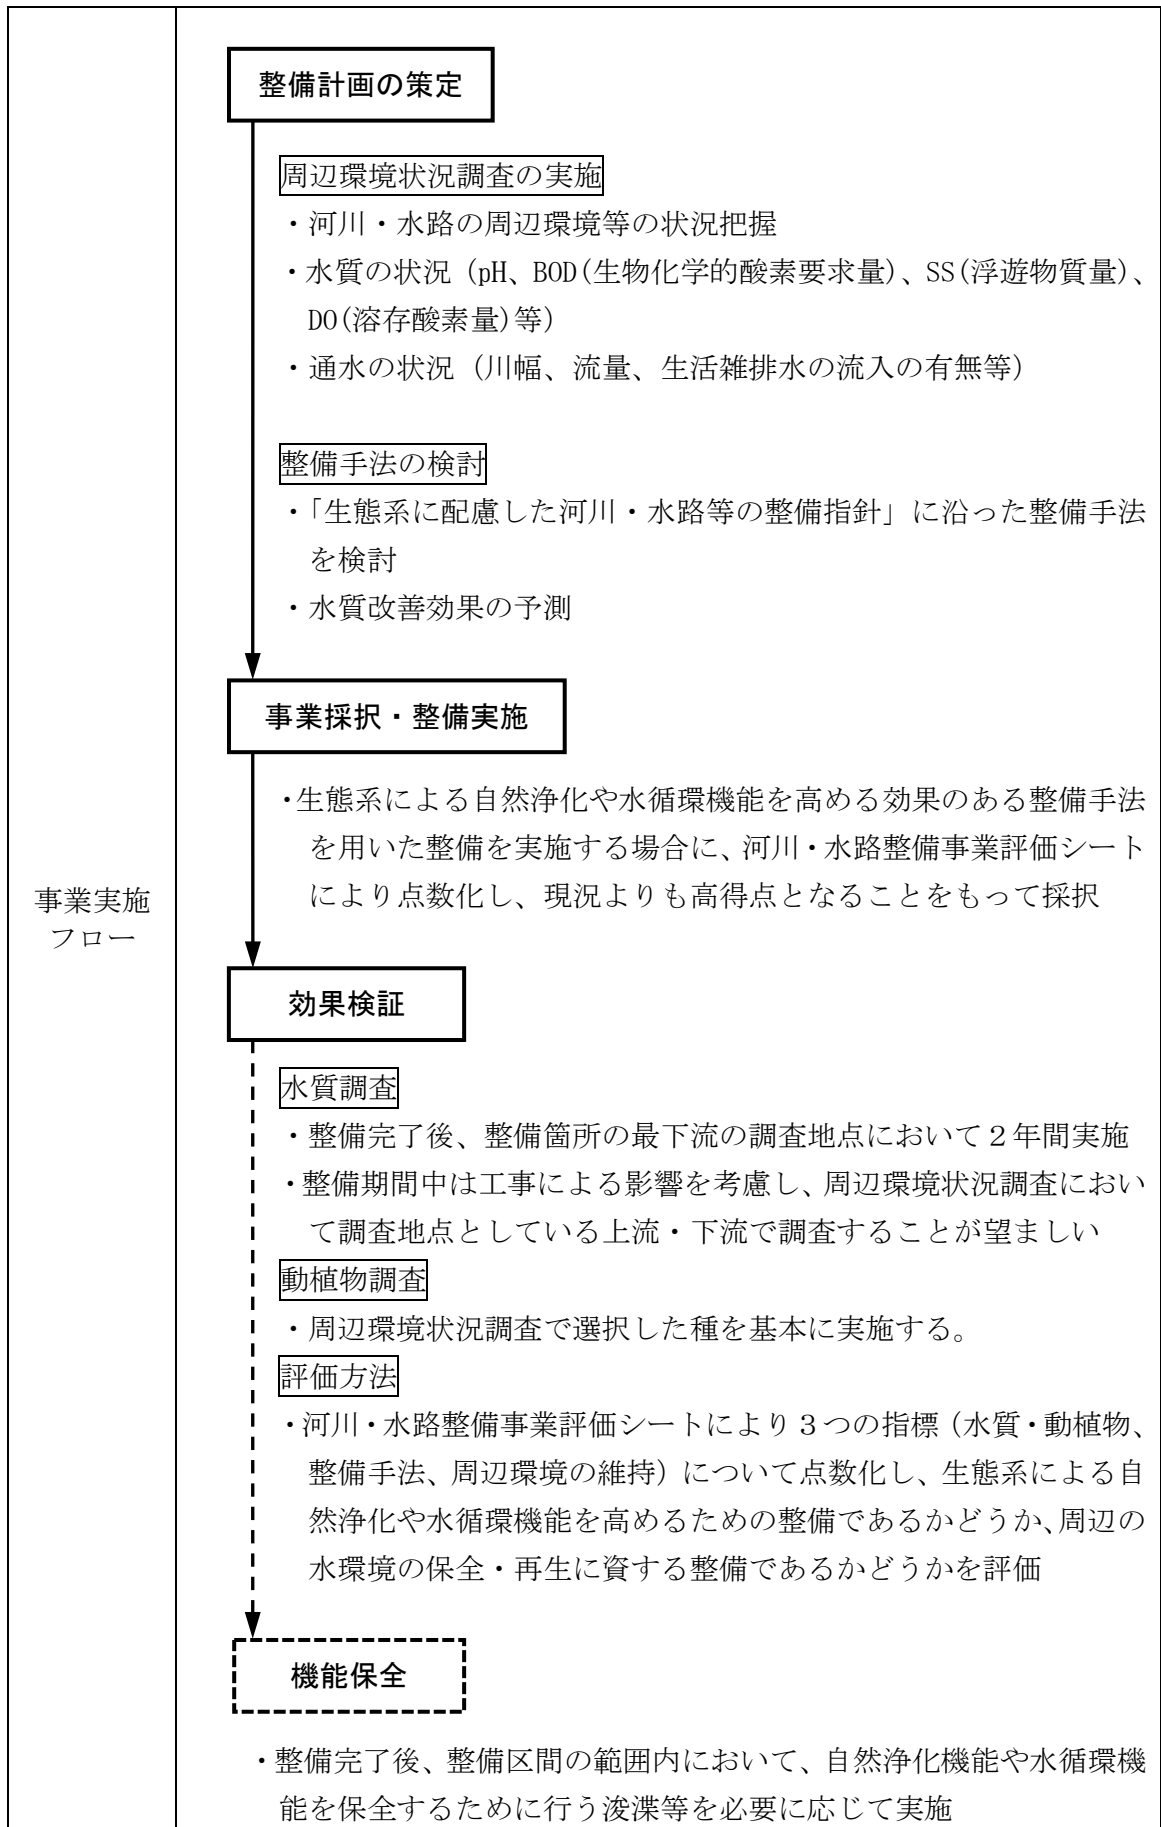 整備計画の策定
周辺環境状況調査の実施
・河川・水路の周辺環境等の状況把握
・水質の状況（pH、BOD(生物化学的酸素要求量)、SS(浮遊物質量)、
DO(溶存酸素量)等）
・通水の状況（川幅、流量、生活雑排水の流入の有無等）
整備手法の検討
・「生態系に配慮した河川・水路等の整備指針」に沿った整備手法
を検討
・水質改善効果の予測
事業採択・整備実施
・生態系による自然浄化や水循環機能を高める効果のある整備手法
を用いた整備を実施する場合に、河川・水路整備事業評価シート
により点数化し、現況よりも高得点となることをもって採択
事業実施
フロー
効果検証
水質調査
・整備完了後、整備箇所の最下流の調査地点において２年間実施
・整備期間中は工事による影響を考慮し、周辺環境状況調査におい
て調査地点としている上流・下流で調査することが望ましい
動植物調査
・周辺環境状況調査で選択した種を基本に実施する。
評価方法
・河川・水路整備事業評価シートにより３つの指標（水質・動植物、
整備手法、周辺環境の維持）について点数化し、生態系による自
然浄化や水循環機能を高めるための整備であるかどうか、周辺の
水環境の保全・再生に資する整備であるかどうかを評価
機能保全
・整備完了後、整備区間の範囲内において、自然浄化機能や水循環機
能を保全するために行う浚渫等を必要に応じて実施